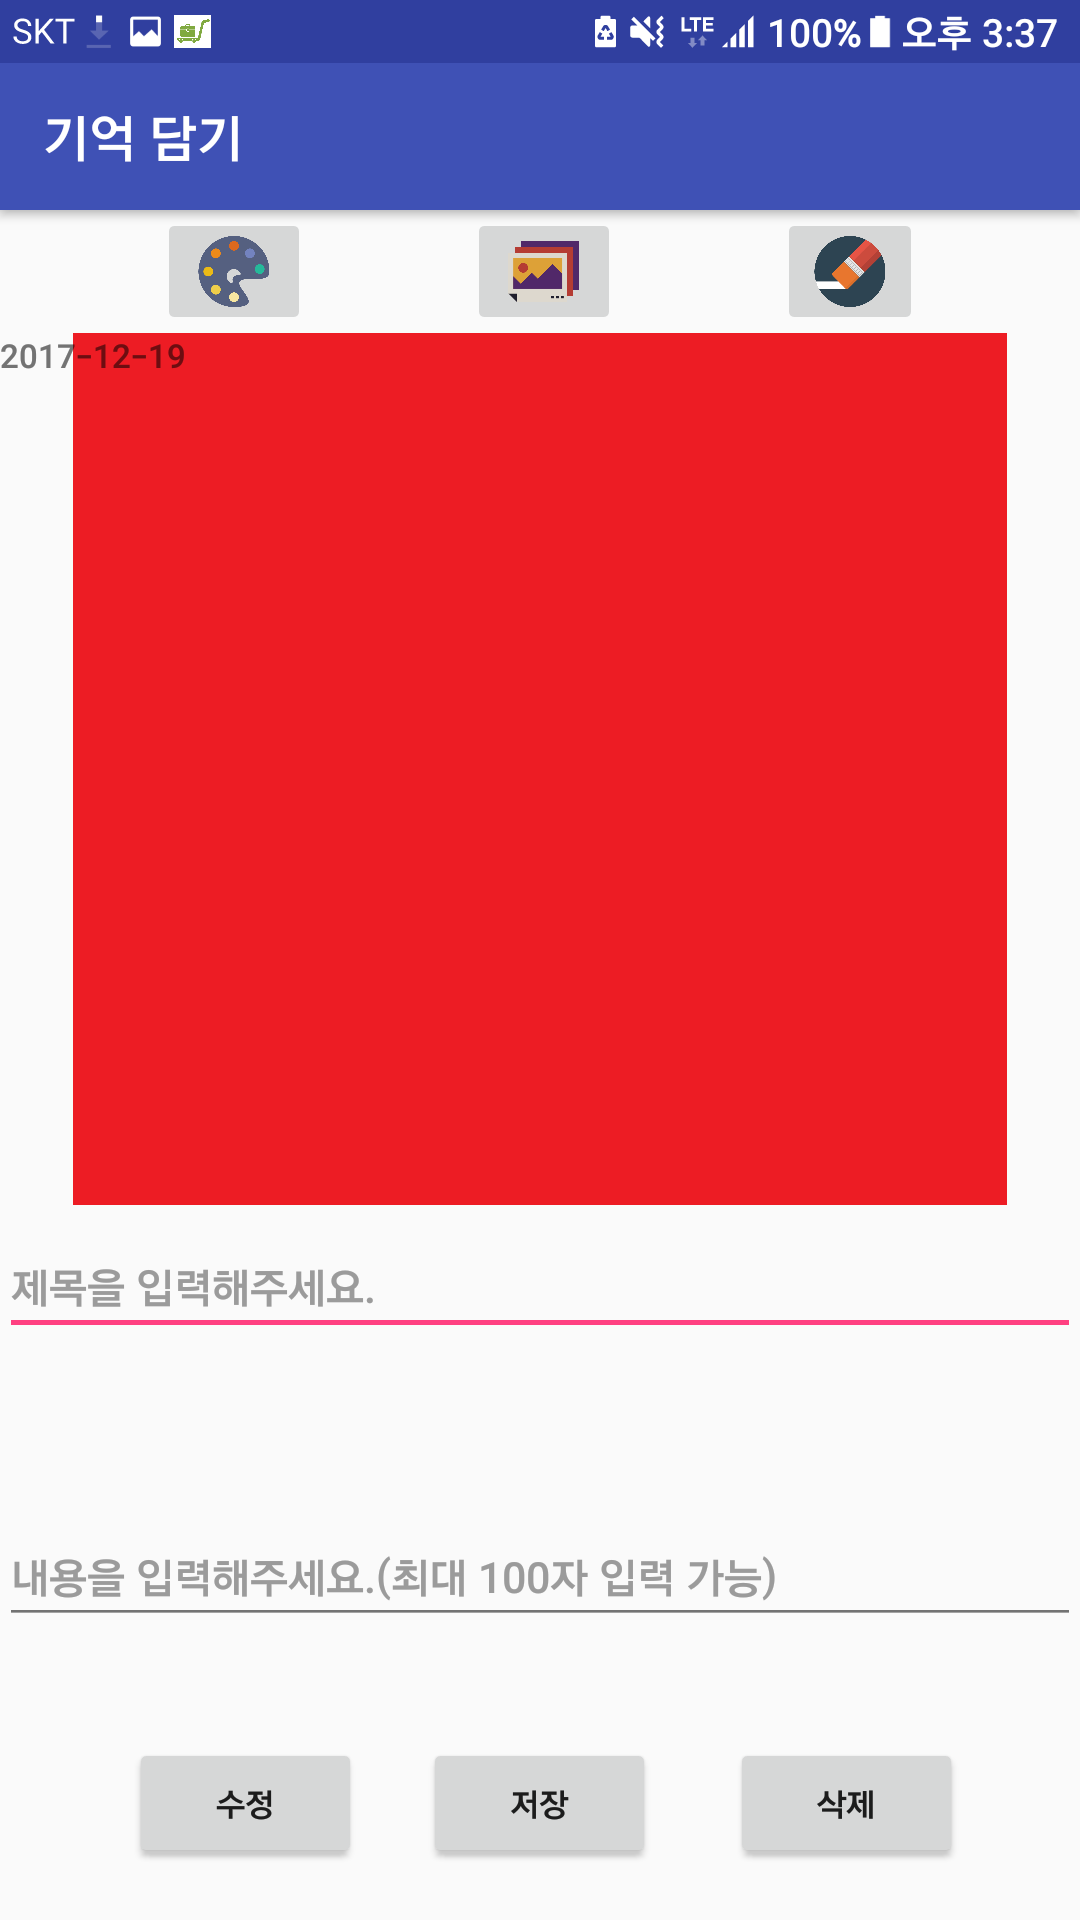 SKT LTE 100% 오후 3:37
기억 담기
2017-12-19
제목을 입력해주세요.
내용을 입력해주세요.(최대 100자 입력 가능)
수정 저장 삭제